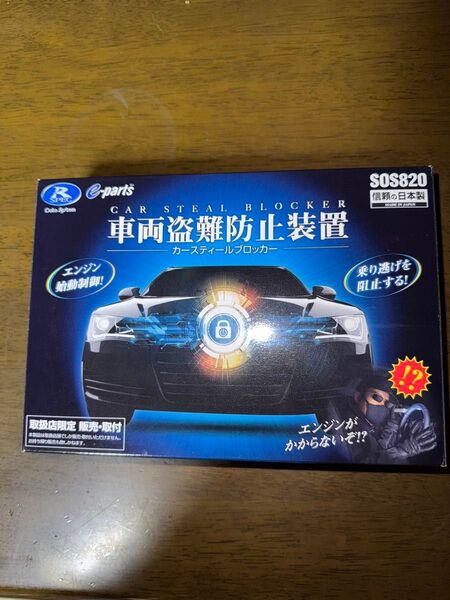 R
SPEC
e-parts
SOS820
信頼の日本製
MADE IN JAPAN
CAR STEAL BLOCKER
車両盗難防止装置
カースティールブロッカー
エンジン
始動制御!
乗り逃げを
阻止する!
!?
エンジンが
かからないぞ!?
取扱店限定 販売・取付